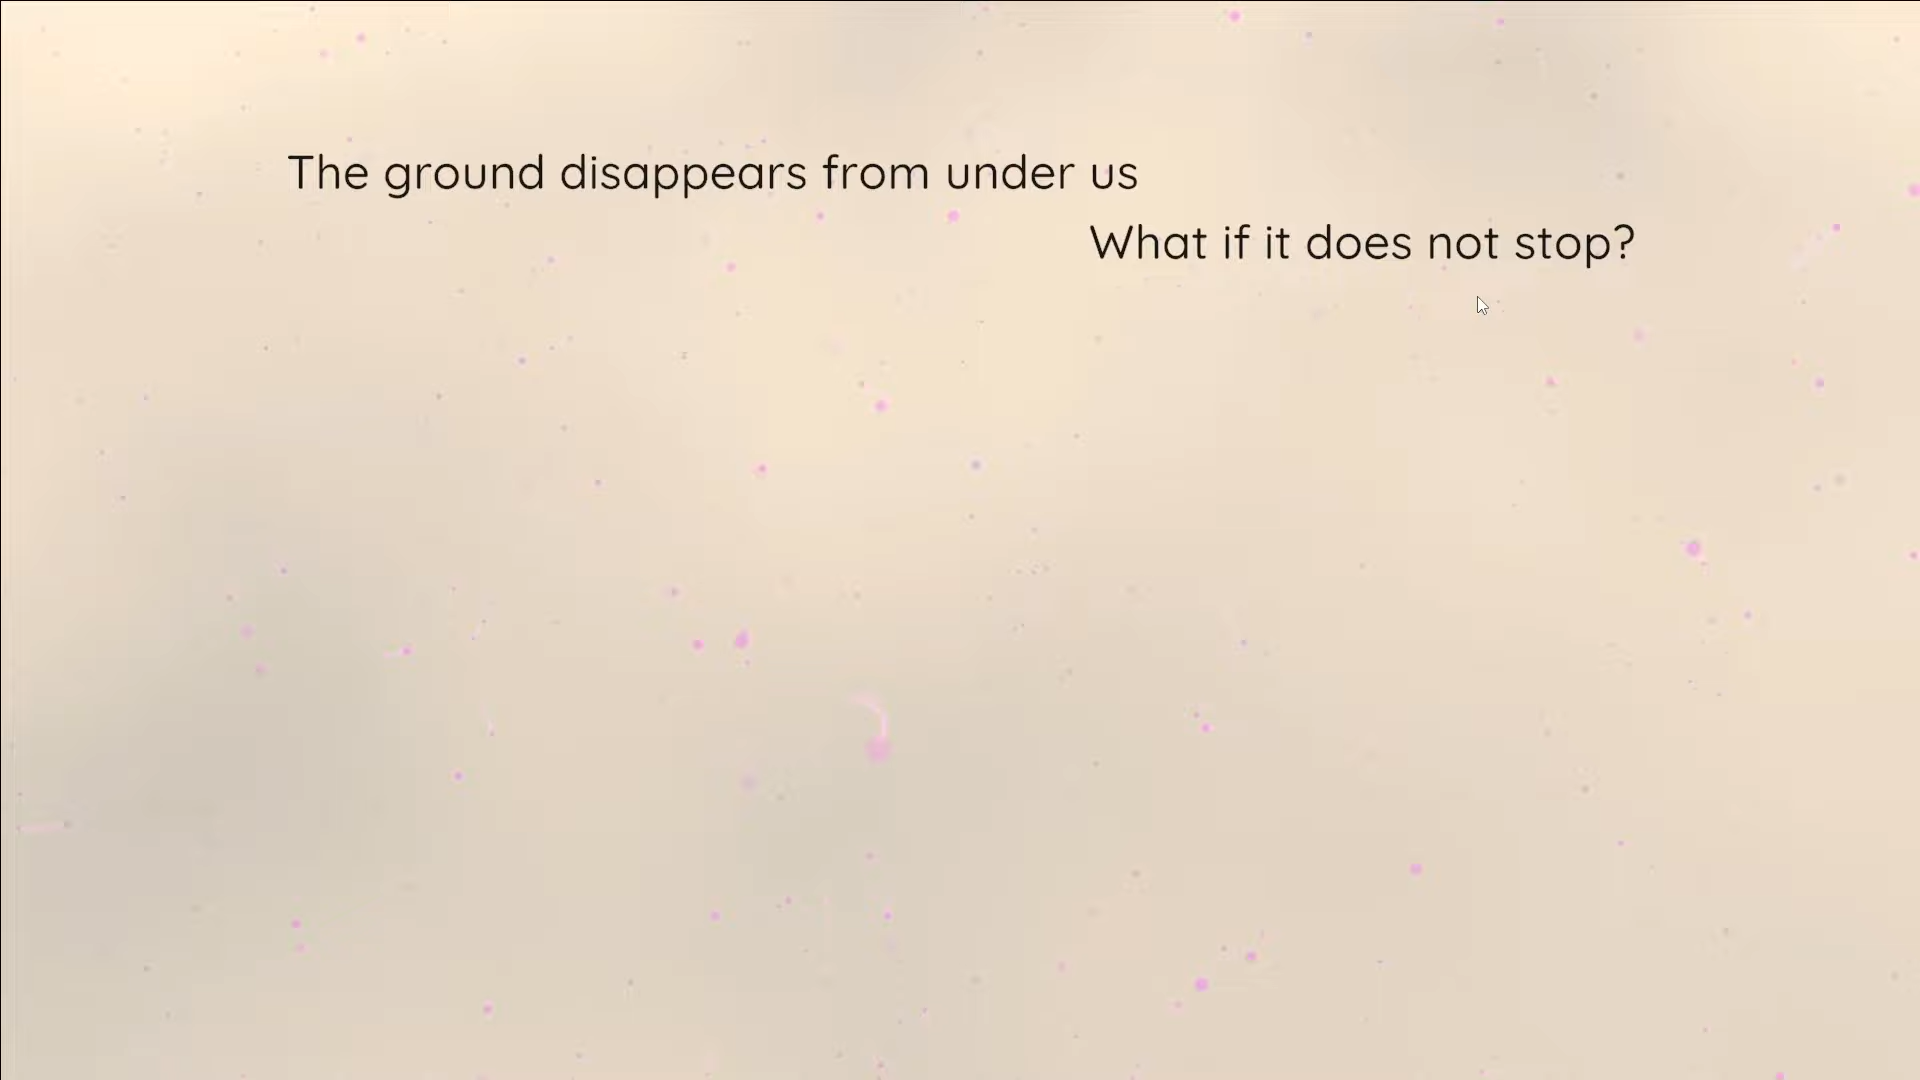 The ground disappears from under us
What if it does not stop?